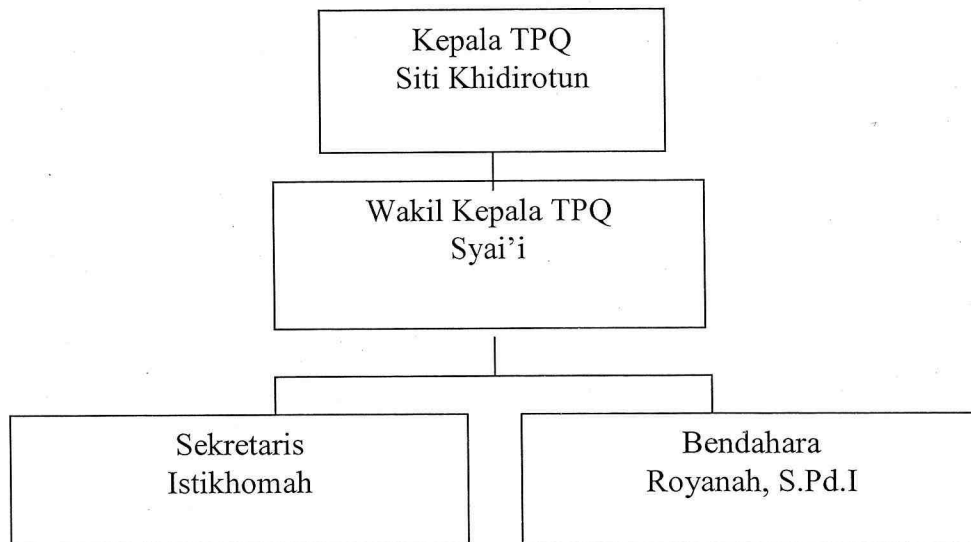 Kepala TPQ
Siti Khidirotun
Wakil Kepala TPQ
Syai'i
Sekretaris
Istikhomah
Bendahara
Royanah, S.Pd.I